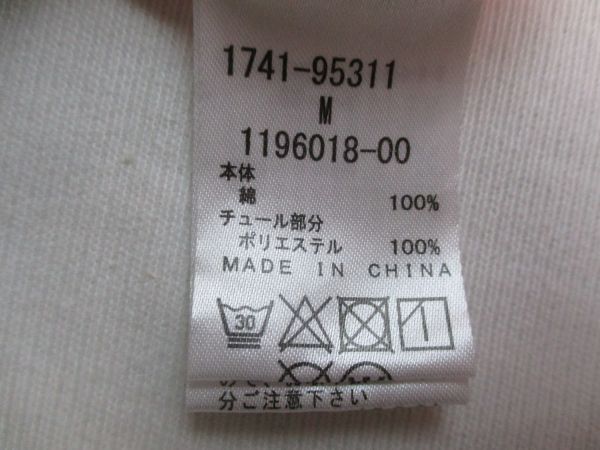 1741-95311
M
1196018-00
本体
綿 100%
チュール部分
ポリエステル 100%
MADE IN CHINA
30
分ご注意下さい